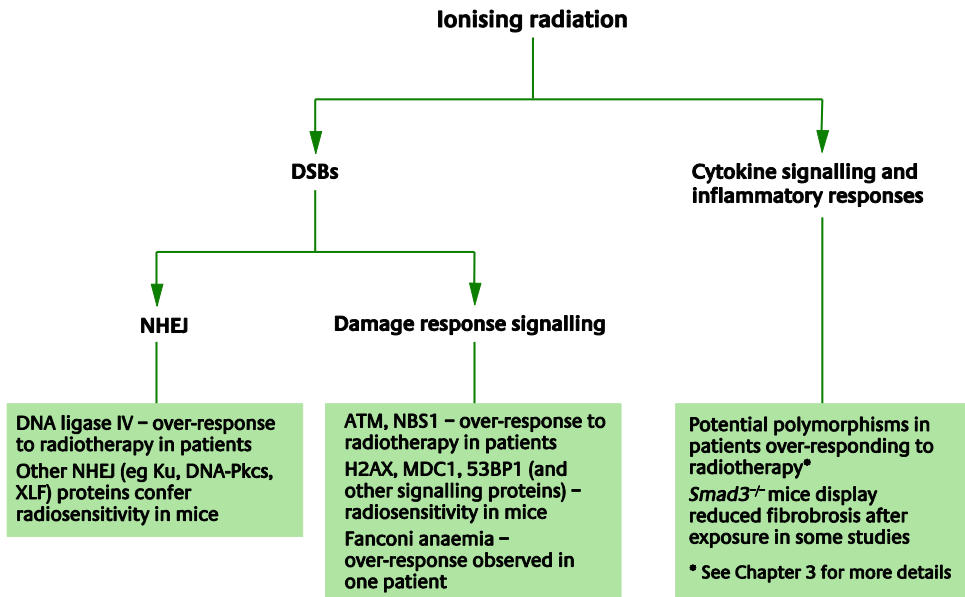 Ionising radiation
DSBs
Cytokine signalling and
inflammatory responses
NHEJ
Damage response signalling
DNA ligase IV – over-response
to radiotherapy in patients
Other NHEJ (eg Ku, DNA-Pkcs,
XLF) proteins confer
radiosensitivity in mice
ATM, NBS1 – over-response to
radiotherapy in patients
H2AX, MDC1, 53BP1 (and
other signalling proteins) –
radiosensitivity in mice
Fanconi anaemia –
over-response observed in
one patient
Potential polymorphisms in
patients over-responding to
radiotherapy*
Smad3–/– mice display
reduced fibrobrosis after
exposure in some studies
* See Chapter 3 for more details